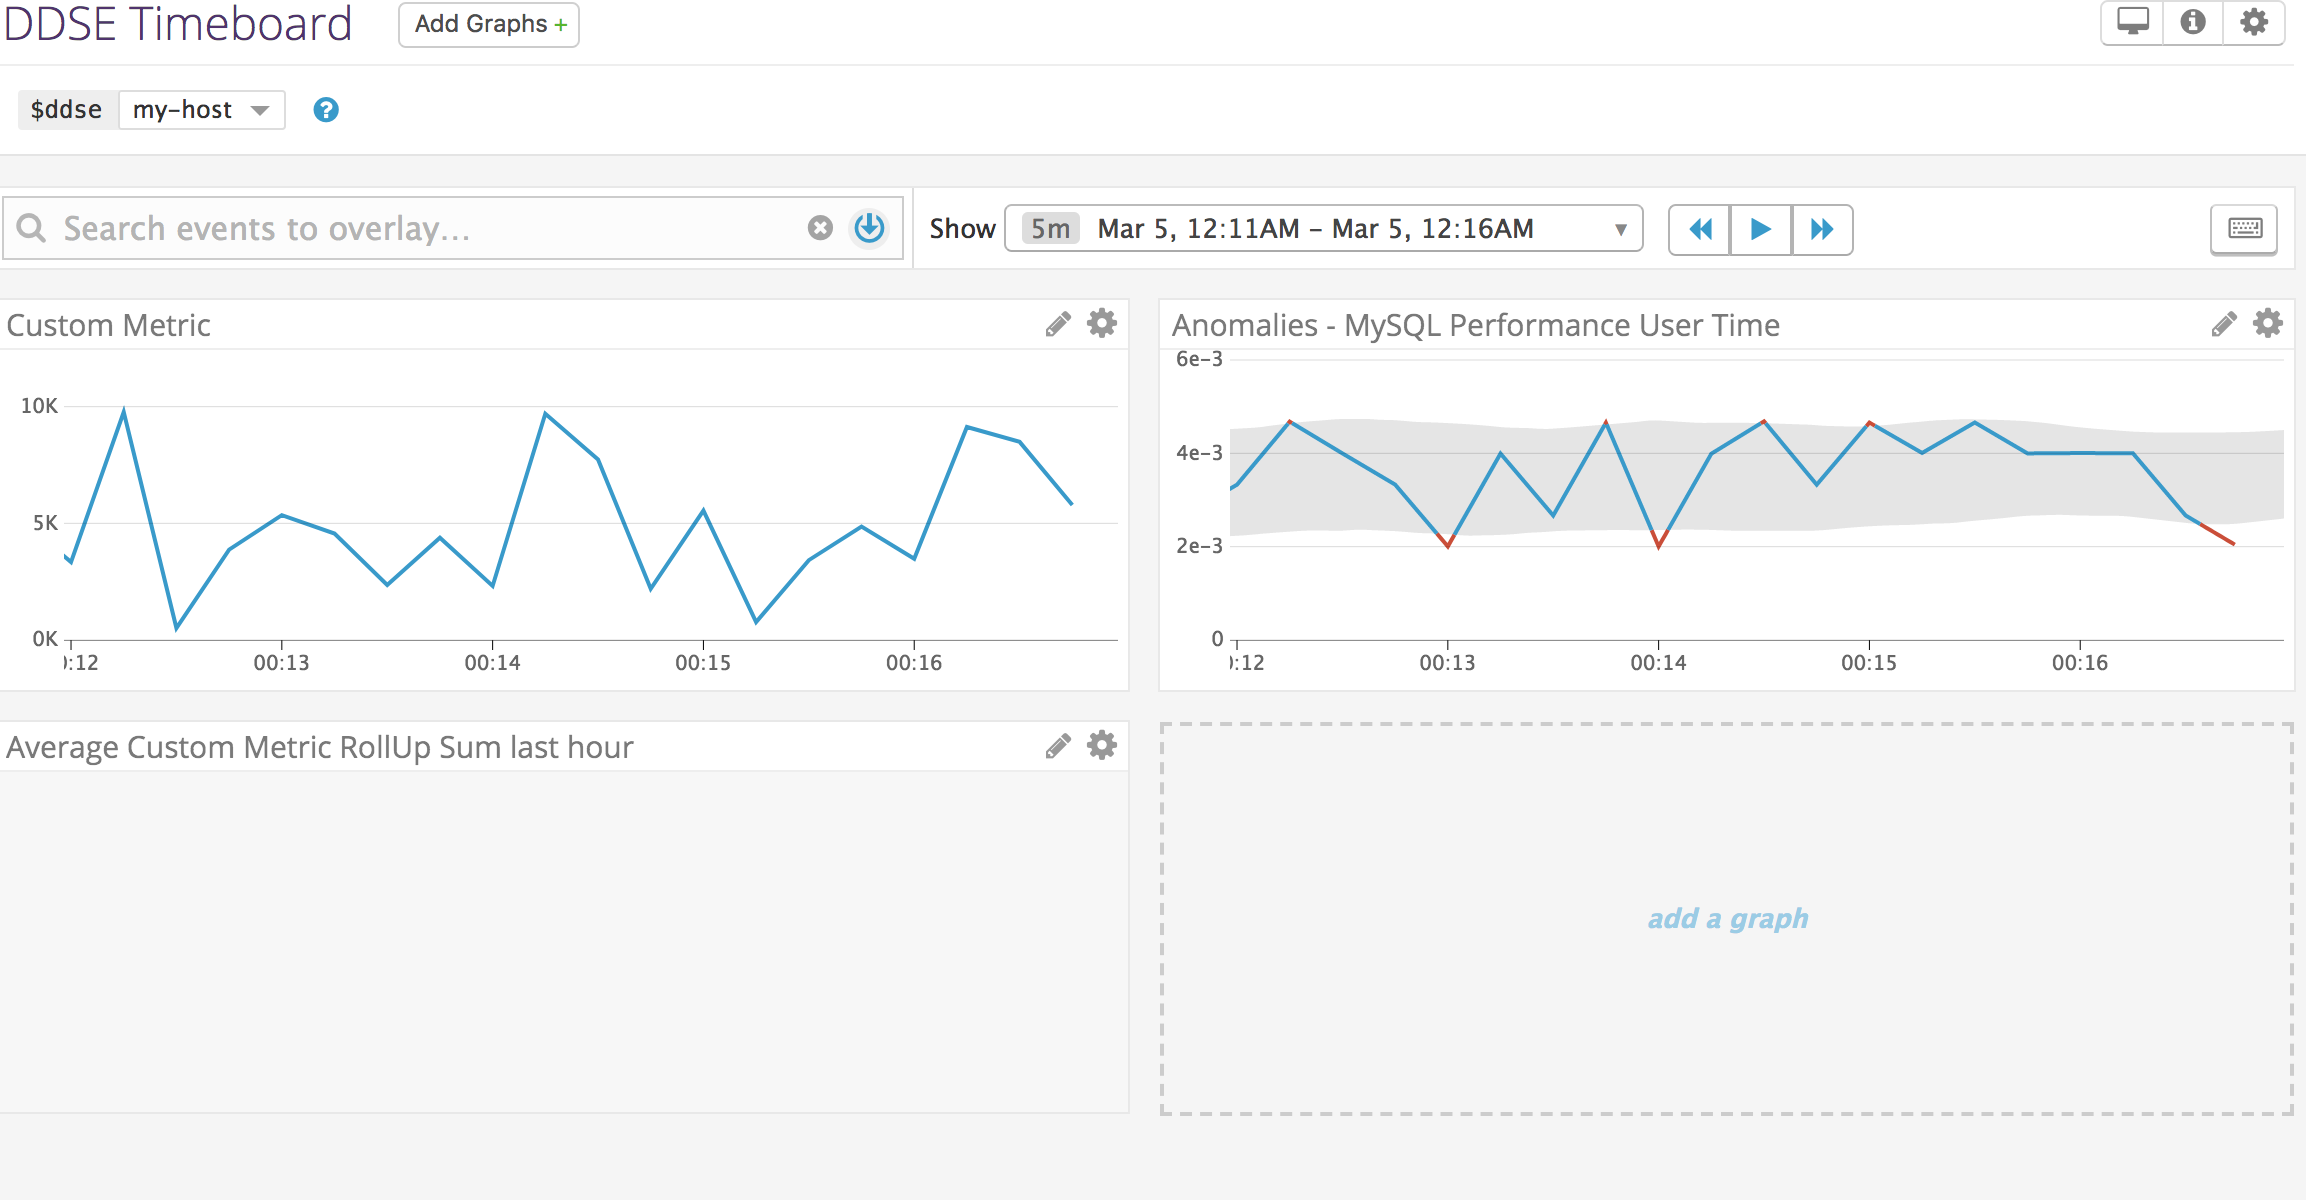 DDSE Timeboard
Add Graphs +
$ddse my-host
?
Search events to overlay...
Show 5m Mar 5, 12:11AM – Mar 5, 12:16AM
Custom Metric
10K
5K
0K
:12 00:13 00:14 00:15 00:16
Anomalies - MySQL Performance User Time
6e-3
4e-3
2e-3
0
:12 00:13 00:14 00:15 00:16
Average Custom Metric RollUp Sum last hour
add a graph